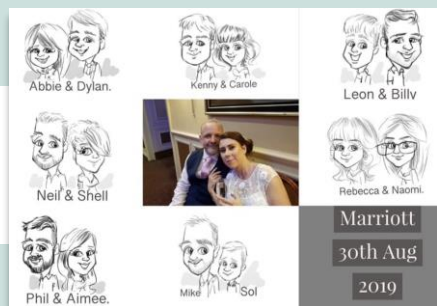 Abbie & Dylan.
Kenny & Carole
Leon & Billy
Neil & Shell
Rebecca & Naomi.
Phil & Aimee.
Mike Sol
Marriott
30th Aug
2019